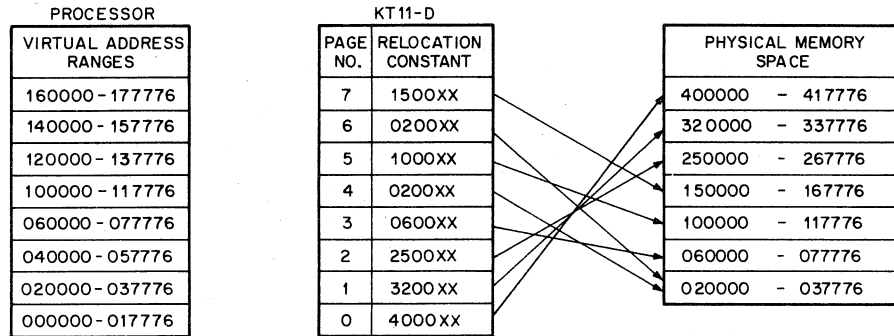 PROCESSOR
VIRTUAL ADDRESS
RANGES
160000-177776
140000-157776
120000-137776
100000-117776
060000-077776
040000-057776
020000-037776
000000-017776
KT11-D
PAGE NO. RELOCATION CONSTANT
7 1500XX
6 0200XX
5 1000XX
4 0200XX
3 0600XX
2 2500XX
1 3200XX
0 4000XX
PHYSICAL MEMORY
SPACE
400000 - 417776
320000 - 337776
250000 - 267776
150000 - 167776
100000 - 117776
060000 - 077776
020000 - 037776